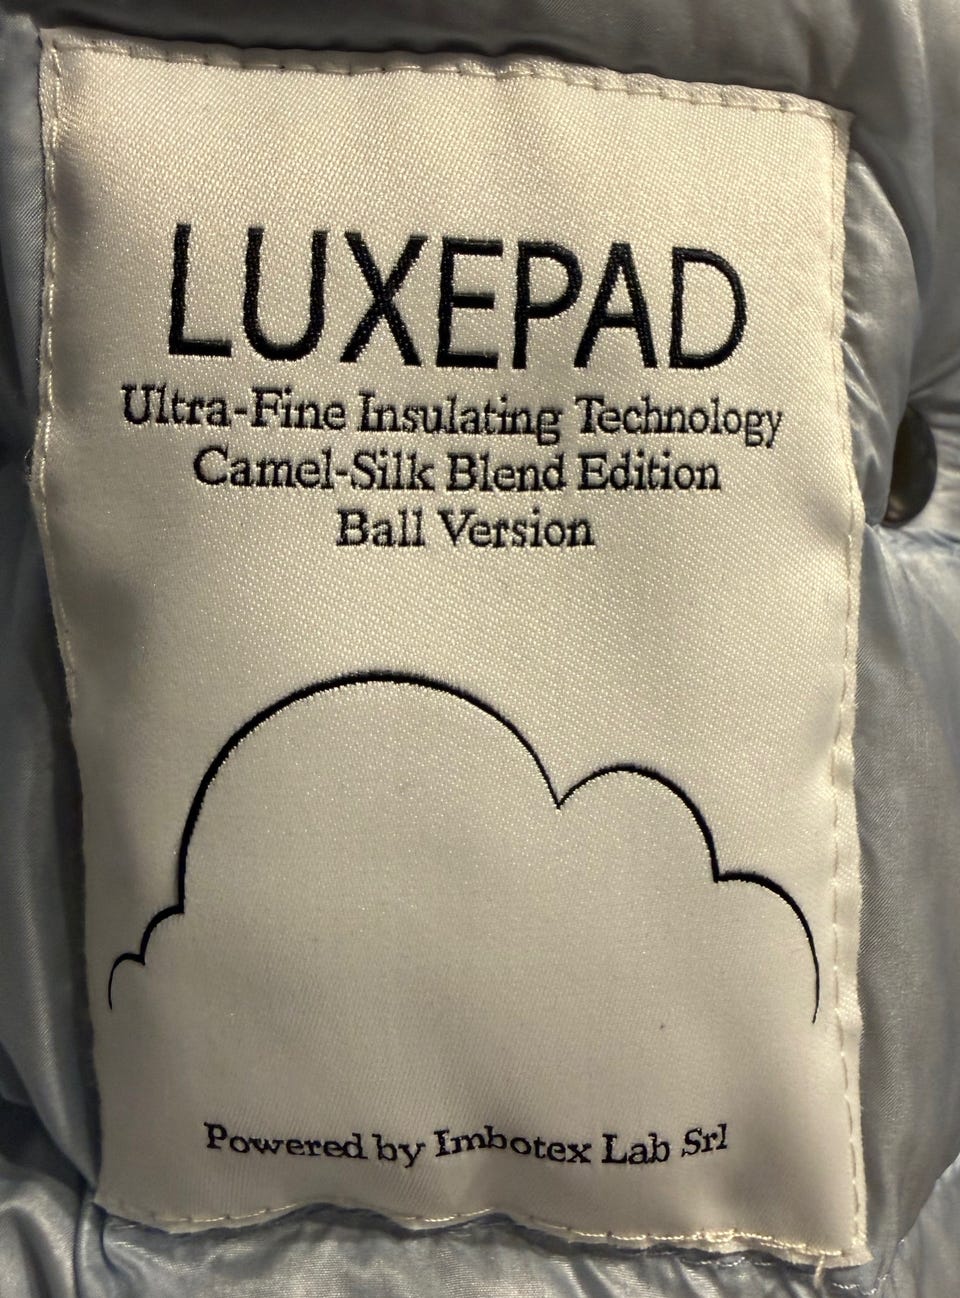 LUXEPAD
Ultra-Fine Insulating Technology
Camel-Silk Blend Edition
Ball Version
Powered by Imbotex Lab Srl